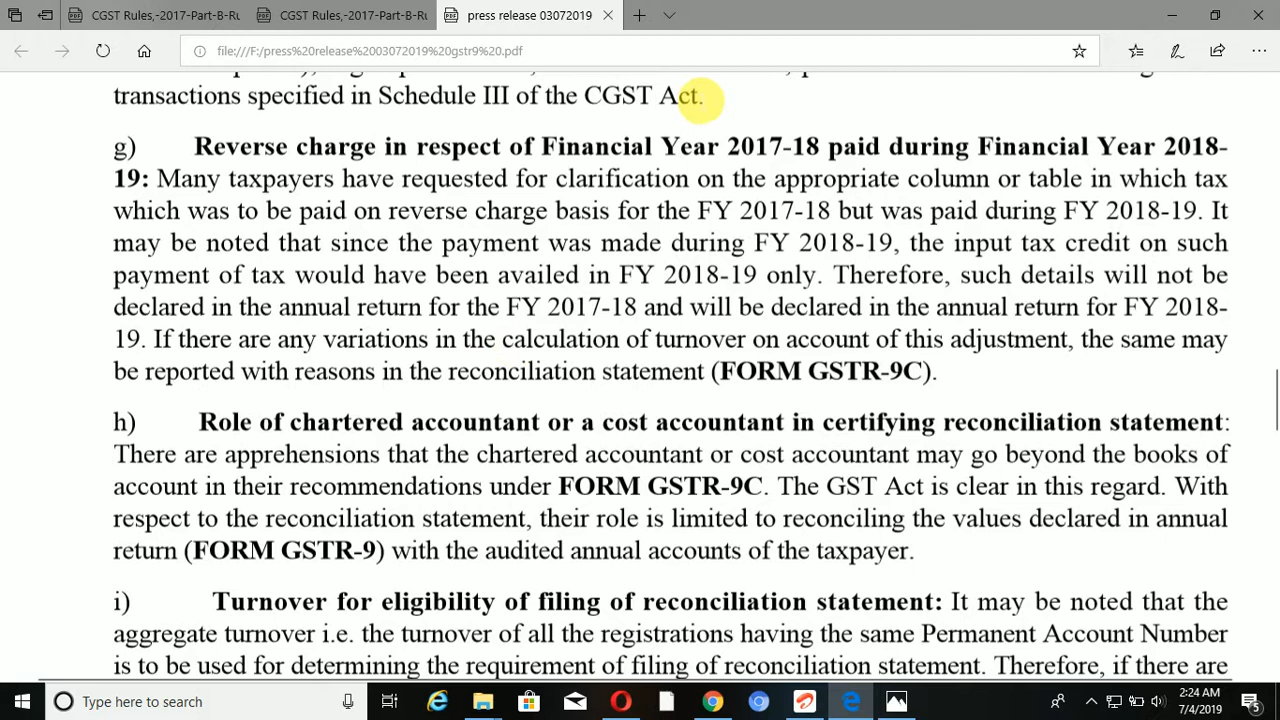 CGST Rules,-2017-Part-B-Ru
CGST Rules,-2017-Part-B-Ru
press release 03072019
file:///F:/press%20release%2003072019%20gstr9%20.pdf
transactions specified in Schedule III of the CGST Act.
g) Reverse charge in respect of Financial Year 2017-18 paid during Financial Year 2018-
19: Many taxpayers have requested for clarification on the appropriate column or table in which tax
which was to be paid on reverse charge basis for the FY 2017-18 but was paid during FY 2018-19. It
may be noted that since the payment was made during FY 2018-19, the input tax credit on such
payment of tax would have been availed in FY 2018-19 only. Therefore, such details will not be
declared in the annual return for the FY 2017-18 and will be declared in the annual return for FY 2018-
19. If there are any variations in the calculation of turnover on account of this adjustment, the same may
be reported with reasons in the reconciliation statement (FORM GSTR-9C).
h) Role of chartered accountant or a cost accountant in certifying reconciliation statement:
There are apprehensions that the chartered accountant or cost accountant may go beyond the books of
account in their recommendations under FORM GSTR-9C. The GST Act is clear in this regard. With
respect to the reconciliation statement, their role is limited to reconciling the values declared in annual
return (FORM GSTR-9) with the audited annual accounts of the taxpayer.
i) Turnover for eligibility of filing of reconciliation statement: It may be noted that the
aggregate turnover i.e. the turnover of all the registrations having the same Permanent Account Number
is to be used for determining the requirement of filing of reconciliation statement. Therefore, if there are
Type here to search
2:24 AM
7/4/2019
5